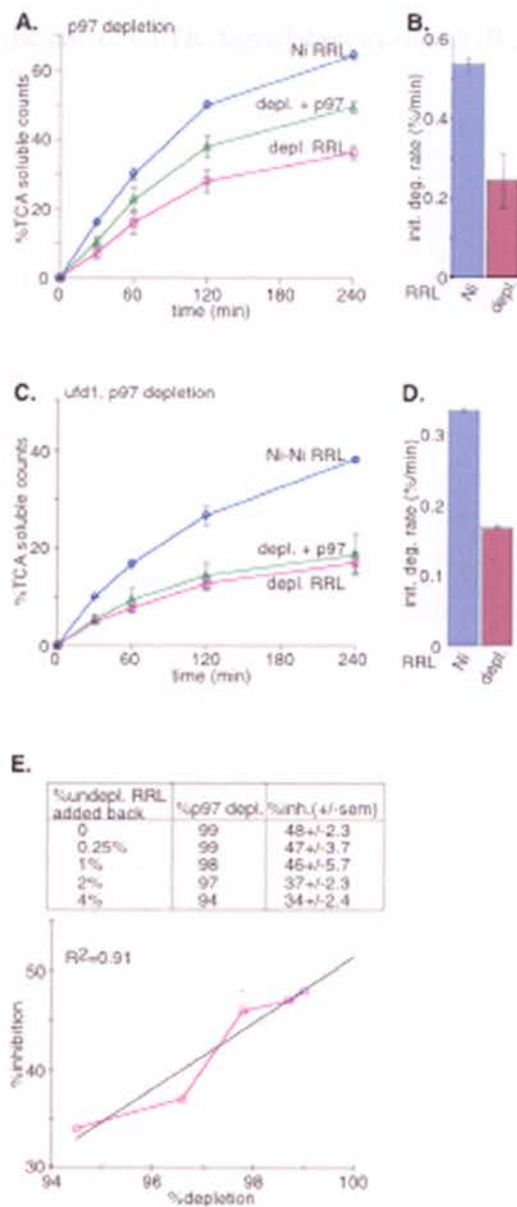 A.
p97 depletion
Ni RRL
depl. + p97
depl. RRL
%TCA soluble counts
60
40
20
0
0 60 120 180 240
time (min)
B.
init. deg. rate (%/min)
0.6
0.4
0.2
0
RRL Ni depl.
C.
ufd1, p97 depletion
Ni-Ni RRL
depl. + p97
depl. RRL
%TCA soluble counts
40
20
0
0 60 120 180 240
time (min)
D.
init. deg. rate (%/min)
0.3
0.2
0.1
0
RRL Ni depl.
E.
%undepl. RRL added back %p97 depl. %inh.(+/-sem)
0 99 48+/-2.3
0.25% 99 47+/-3.7
1% 98 46+/-5.7
2% 97 37+/-2.3
4% 94 34+/-2.4
R2=0.91
%inhibition
50
40
30
94 96 98 100
%depletion